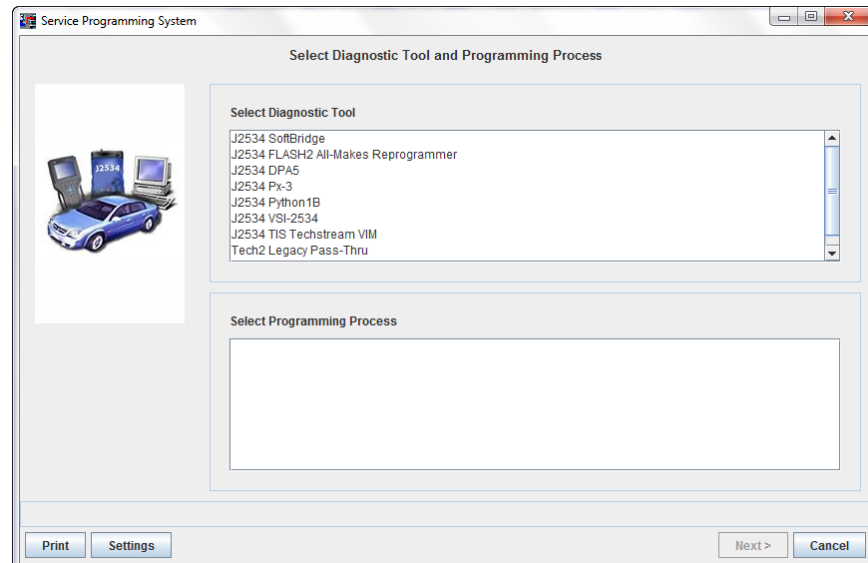 Service Programming System
Select Diagnostic Tool and Programming Process
J2534
Select Diagnostic Tool
J2534 SoftBridge
J2534 FLASH2 All-Makes Reprogrammer
J2534 DPA5
J2534 Px-3
J2534 Python1B
J2534 VSI-2534
J2534 TIS Techstream VIM
Tech2 Legacy Pass-Thru
Select Programming Process
Print Settings Next > Cancel